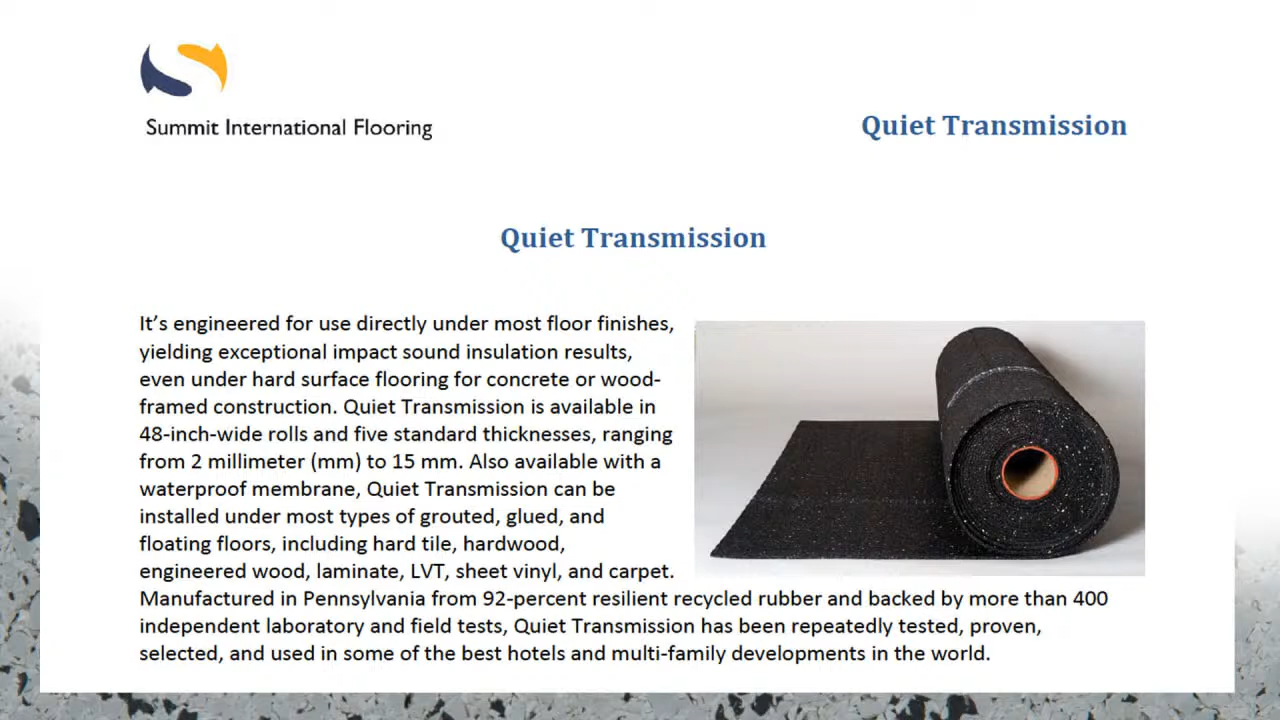 Summit International Flooring
Quiet Transmission
Quiet Transmission
It’s engineered for use directly under most floor finishes,
yielding exceptional impact sound insulation results,
even under hard surface flooring for concrete or wood-
framed construction. Quiet Transmission is available in
48-inch-wide rolls and five standard thicknesses, ranging
from 2 millimeter (mm) to 15 mm. Also available with a
waterproof membrane, Quiet Transmission can be
installed under most types of grouted, glued, and
floating floors, including hard tile, hardwood,
engineered wood, laminate, LVT, sheet vinyl, and carpet.
Manufactured in Pennsylvania from 92-percent resilient recycled rubber and backed by more than 400
independent laboratory and field tests, Quiet Transmission has been repeatedly tested, proven,
selected, and used in some of the best hotels and multi-family developments in the world.